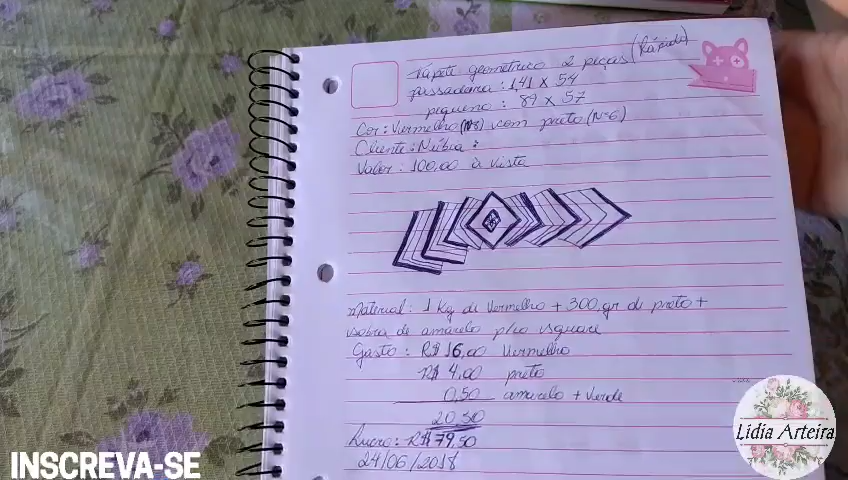 Tapete geometrico 2 peças (Rápido)
passadeira: 1,41 x 54
pequeno: 87 x 57
Cor: Vermelho (N=8) com preto (N=6)
Cliente: Núbia:
Valor: 100,00 à vista
Material: 1 Kg de Vermelho + 300,gr de preto +
sobra de amarelo p/o square
Gasto: R$ 16,00 Vermelho
R$ 4,00 preto
0,50 amarelo + Verde
20,50
Lucro: R$ 79,50
24/06/2018
Lidia Arteira
INSCREVA-SE